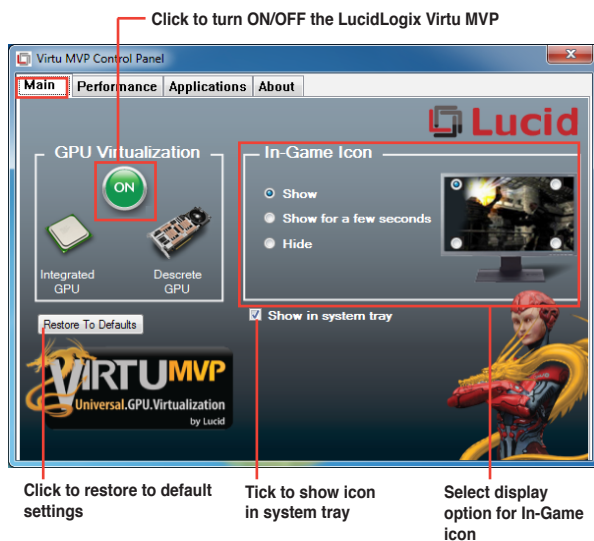 Click to turn ON/OFF the LucidLogix Virtu MVP
Virtu MVP Control Panel
Main Performance Applications About
Lucid
GPU Virtualization
In-Game Icon
ON
Show
Show for a few seconds
Hide
Integrated
GPU
Descrete
GPU
Show in system tray
Restore To Defaults
VIRTU MVP
Universal.GPU.Virtualization
by Lucid
Click to restore to default
settings
Tick to show icon
in system tray
Select display
option for In-Game
icon